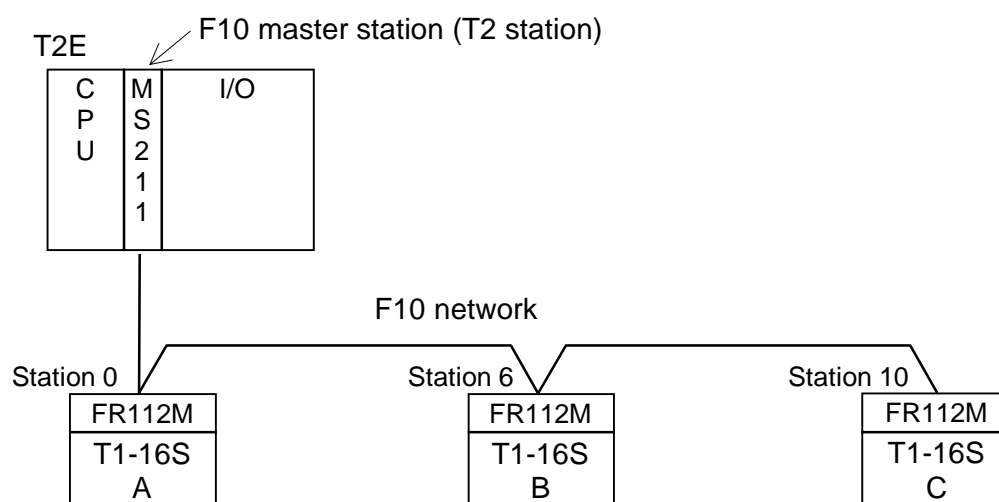 F10 master station (T2 station)
T2E
C
P
U
M
S
2
1
1
I/O
F10 network
Station 0
Station 6
Station 10
FR112M
FR112M
FR112M
T1-16S
T1-16S
T1-16S
A
B
C